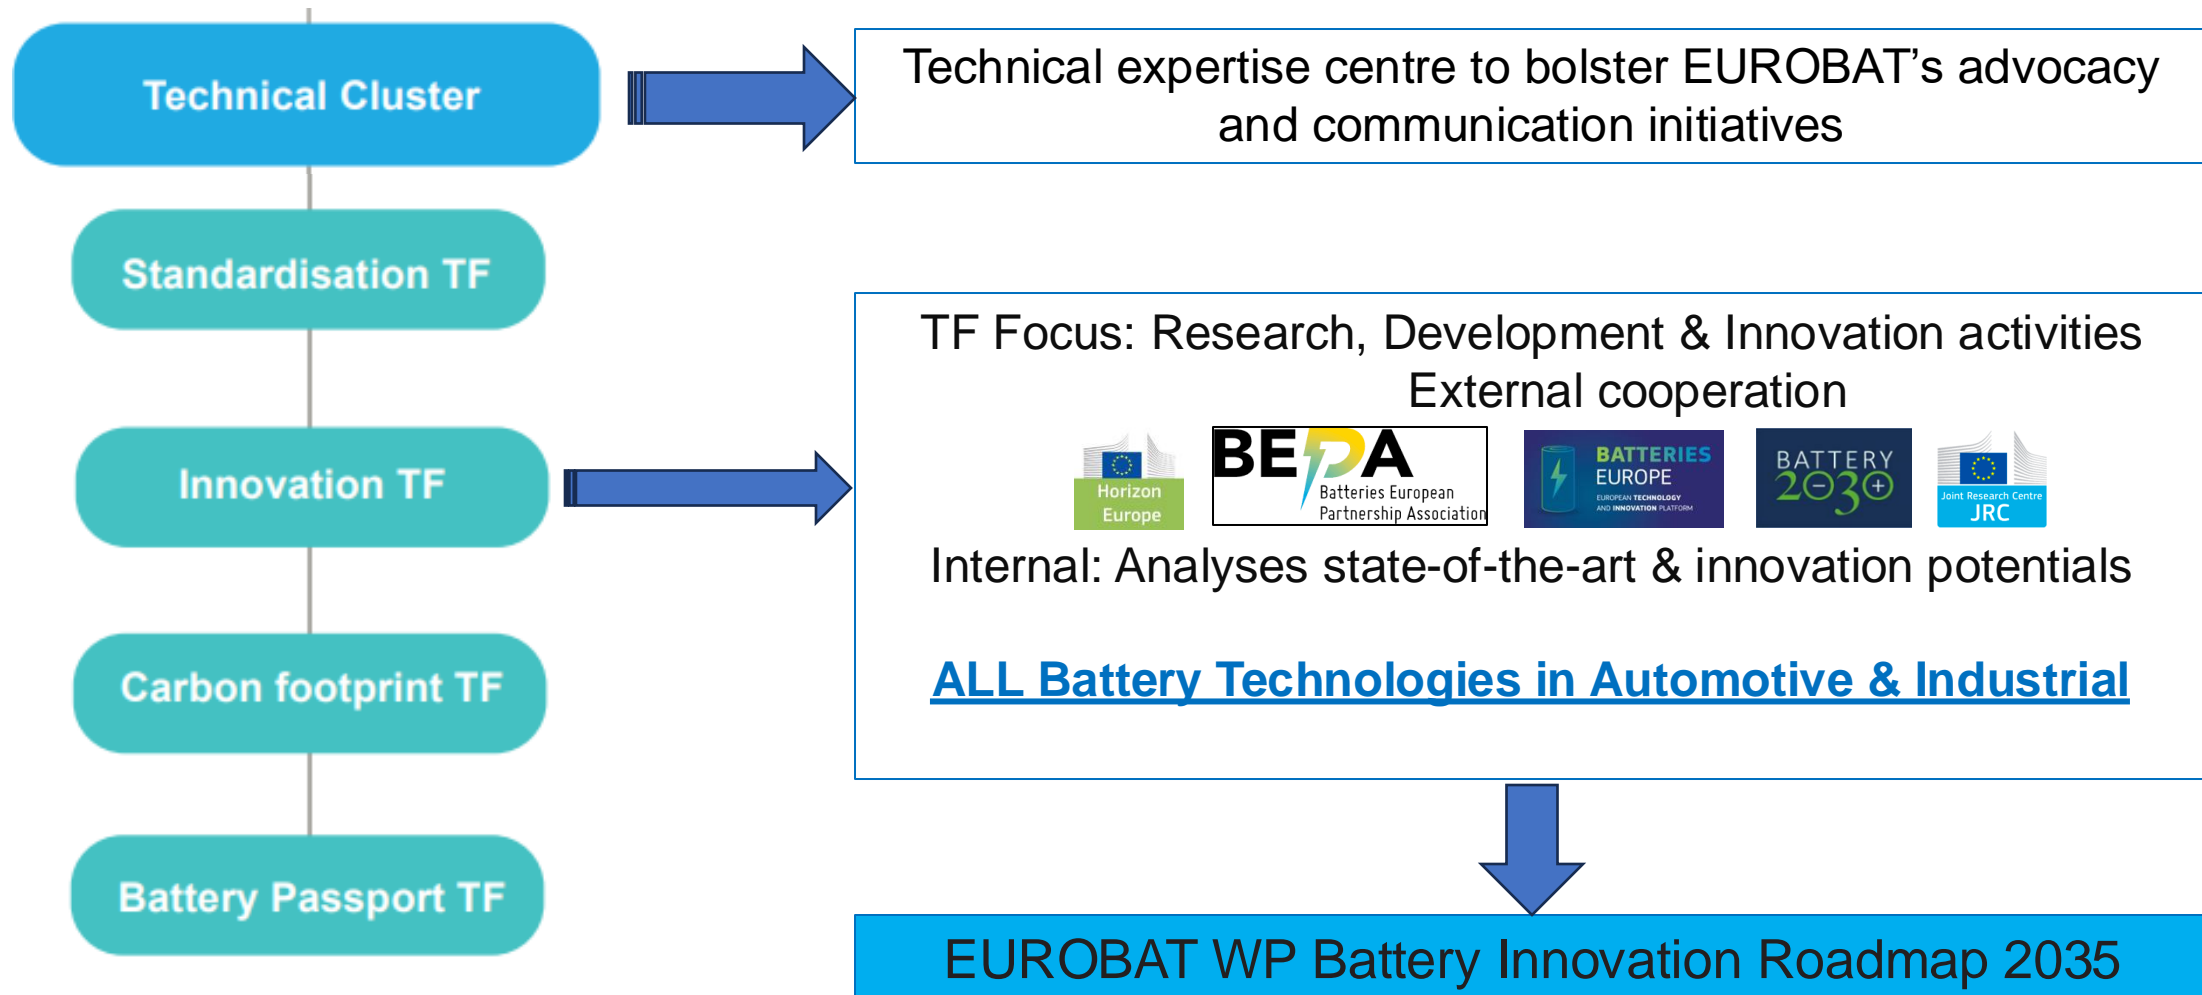 Technical Cluster
Technical expertise centre to bolster EUROBAT’s advocacy
and communication initiatives
Standardisation TF
Innovation TF
Carbon footprint TF
Battery Passport TF
TF Focus: Research, Development & Innovation activities
External cooperation
Horizon
Europe
BEPA
Batteries European
Partnership Association
BATTERIES
EUROPE
EUROPEAN TECHNOLOGY
AND INNOVATION PLATFORM
BATTERY
2030
Joint Research Centre
JRC
Internal: Analyses state-of-the-art & innovation potentials
ALL Battery Technologies in Automotive & Industrial
EUROBAT WP Battery Innovation Roadmap 2035